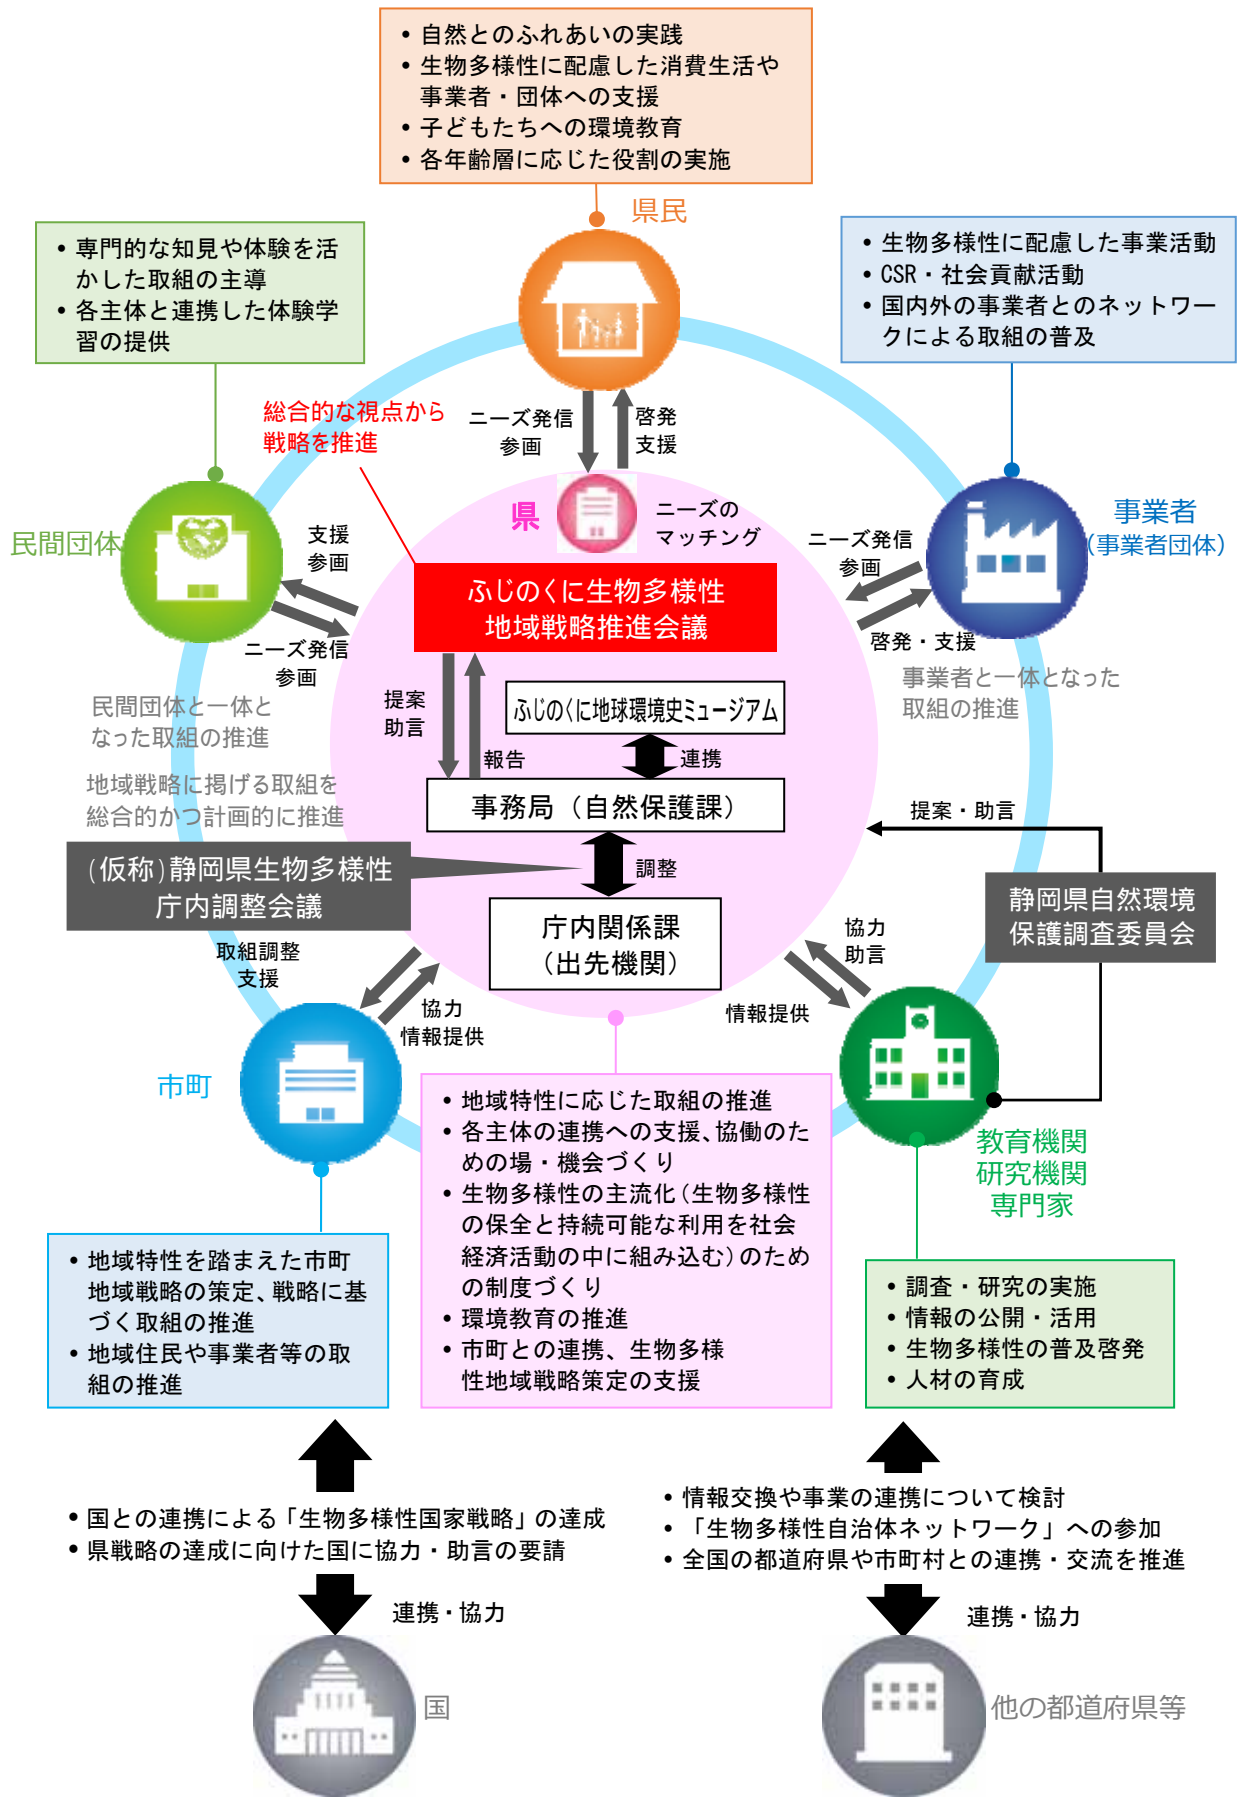 • 自然とのふれあいの実践
• 生物多様性に配慮した消費生活や
事業者・団体への支援
• 子どもたちへの環境教育
• 各年齢層に応じた役割の実施
県民
• 専門的な知見や体験を活
かした取組の主導
• 各主体と連携した体験学
習の提供
• 生物多様性に配慮した事業活動
• CSR・社会貢献活動
• 国内外の事業者とのネットワー
クによる取組の普及
総合的な視点から
戦略を推進
ニーズ発信
参画
啓発
支援
県
ニーズの
マッチング
民間団体
支援
参画
ニーズ発信
参画
事業者
（事業者団体）
ニーズ発信
参画
啓発・支援
ふじのくに生物多様性
地域戦略推進会議
民間団体と一体と
なった取組の推進
事業者と一体となった
取組の推進
提案
助言
報告
ふじのくに地球環境史ミュージアム
連携
地域戦略に掲げる取組を
総合的かつ計画的に推進
事務局（自然保護課）
提案・助言
(仮称)静岡県生物多様性
庁内調整会議
調整
静岡県自然環境
保護調査委員会
庁内関係課
（出先機関）
取組調整
支援
協力
情報提供
協力
助言
情報提供
市町
教育機関
研究機関
専門家
• 地域特性に応じた取組の推進
• 各主体の連携への支援、協働のた
めの場・機会づくり
• 生物多様性の主流化（生物多様性
の保全と持続可能な利用を社会
経済活動の中に組み込む）のため
の制度づくり
• 環境教育の推進
• 市町との連携、生物多様
性地域戦略策定の支援
• 地域特性を踏まえた市町
地域戦略の策定、戦略に基
づく取組の推進
• 地域住民や事業者等の取
組の推進
• 調査・研究の実施
• 情報の公開・活用
• 生物多様性の普及啓発
• 人材の育成
• 国との連携による「生物多様性国家戦略」の達成
• 県戦略の達成に向けた国に協力・助言の要請
• 情報交換や事業の連携について検討
• 「生物多様性自治体ネットワーク」への参加
• 全国の都道府県や市町村との連携・交流を推進
連携・協力
連携・協力
国
他の都道府県等